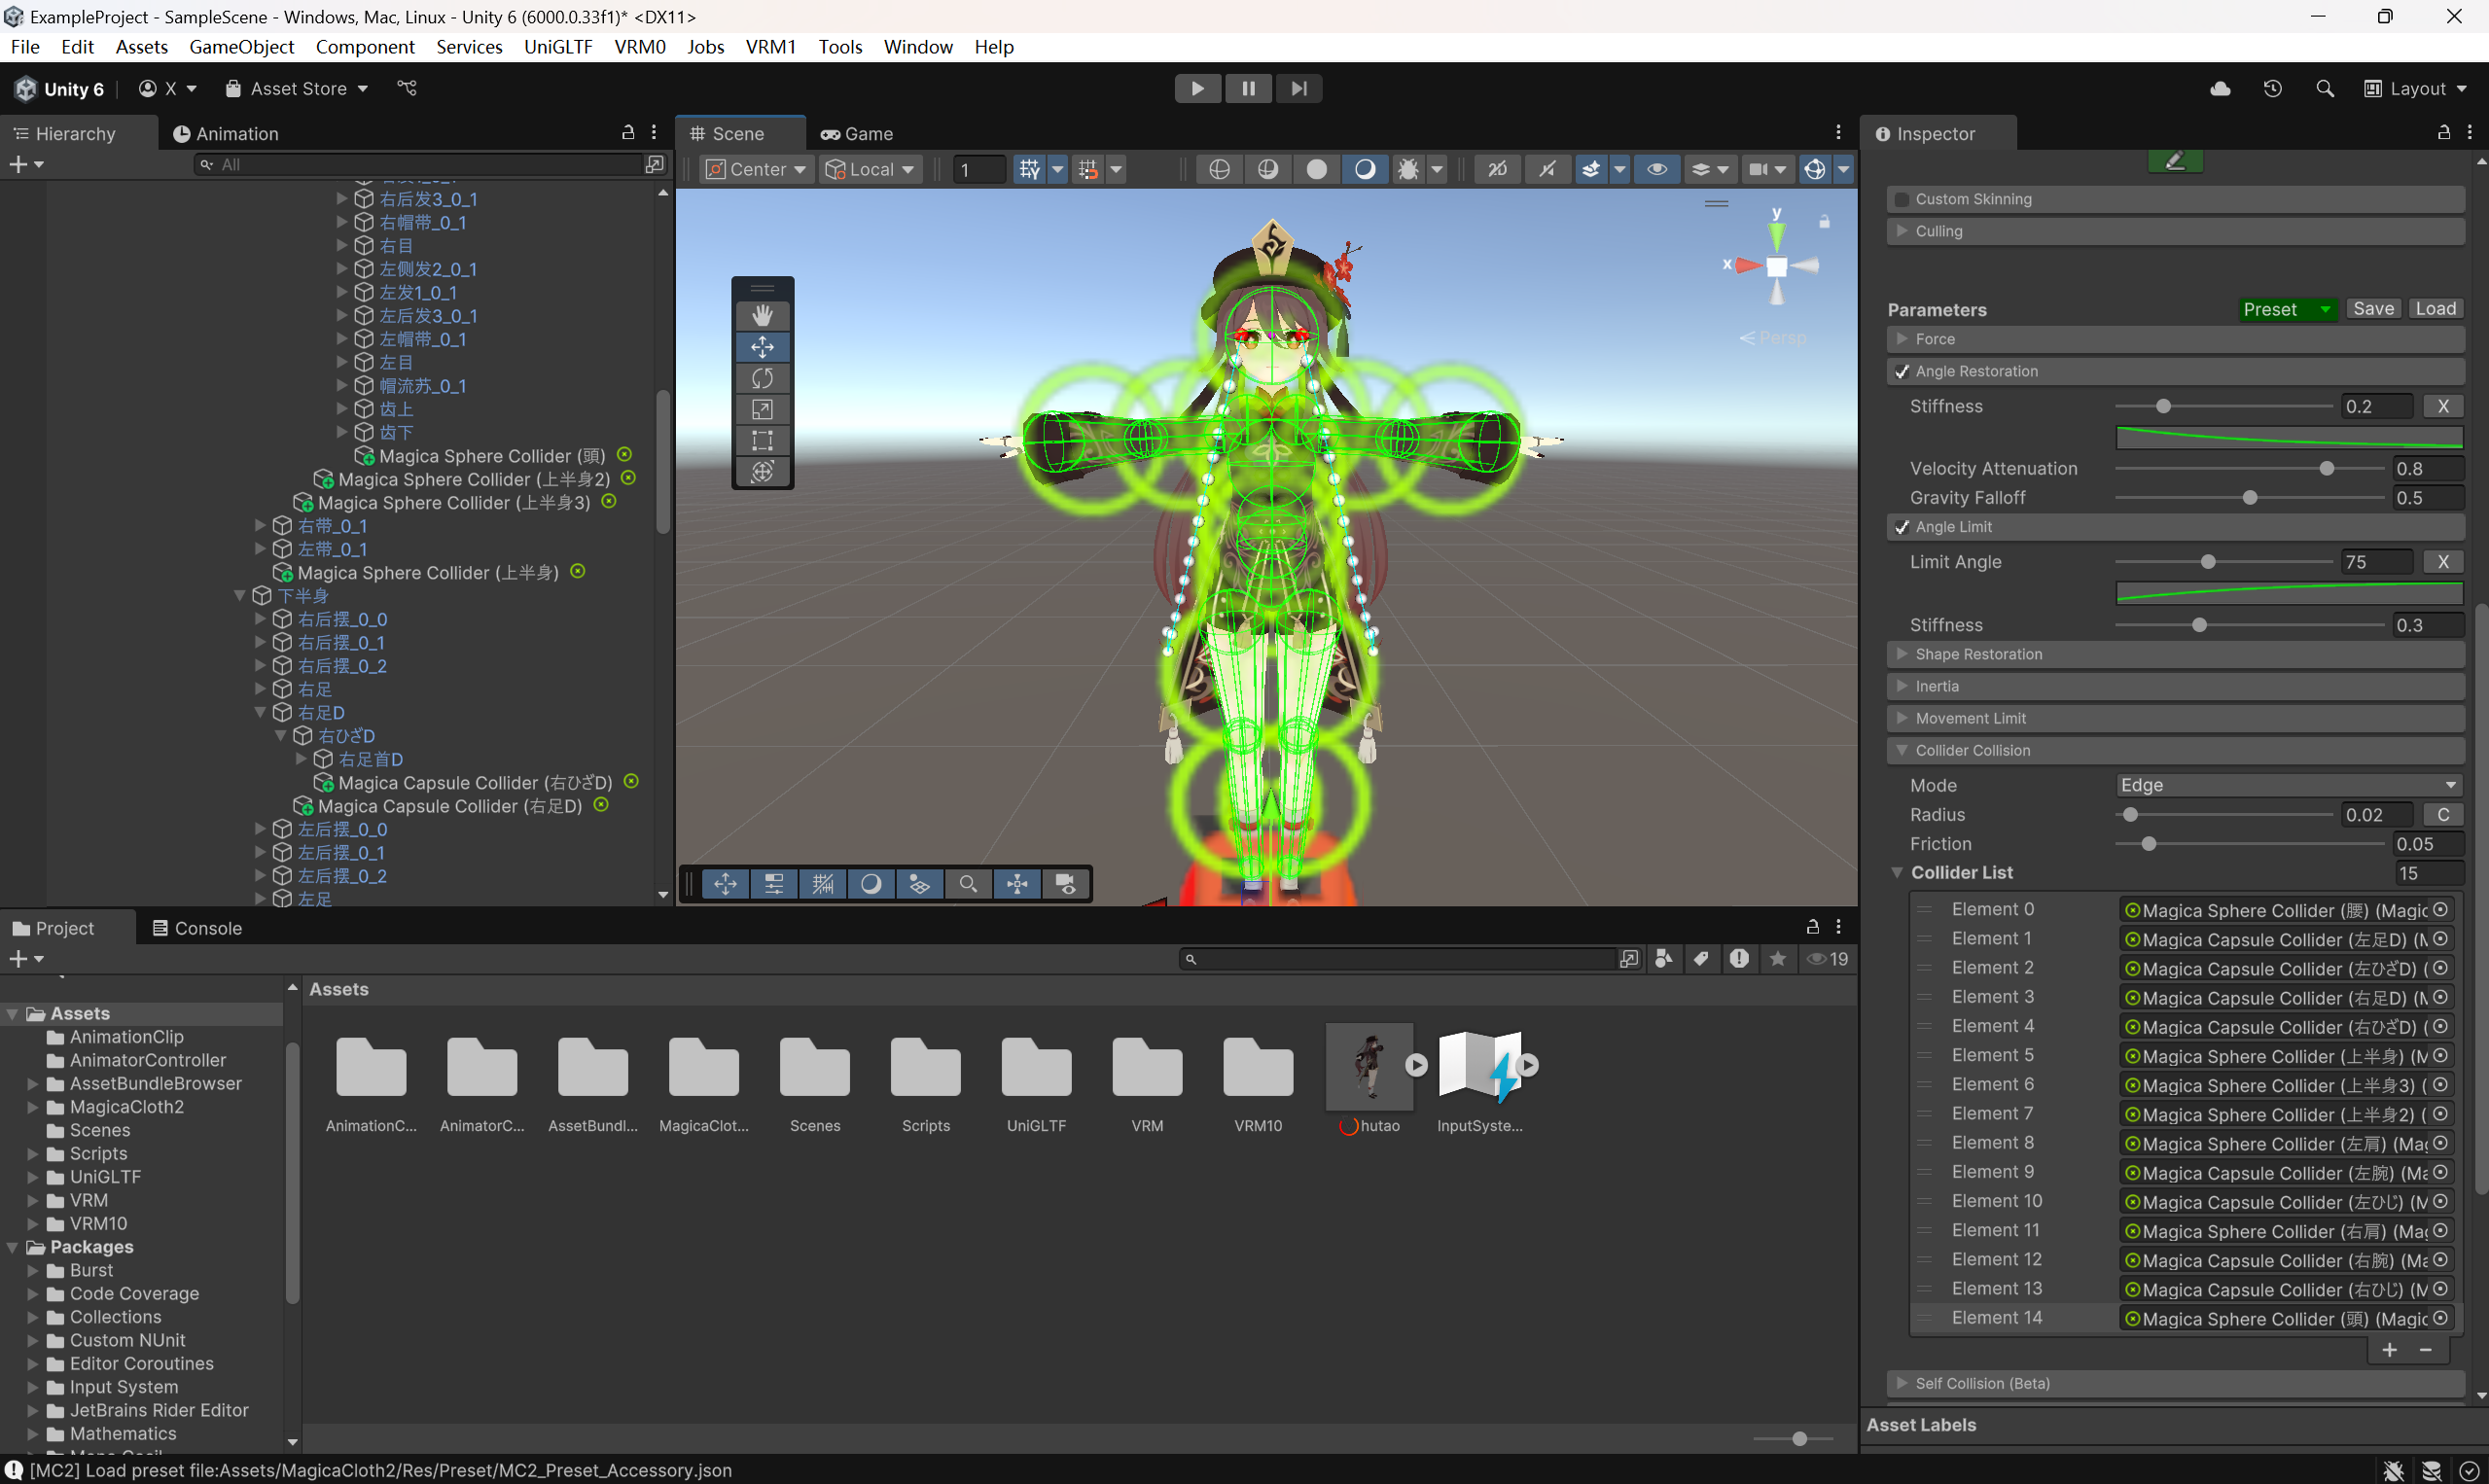 ExampleProject - SampleScene - Windows, Mac, Linux - Unity 6 (6000.0.33f1)* <DX11>
File Edit Assets GameObject Component Services UniGLTF VRM0 Jobs VRM1 Tools Window Help
Unity 6 X Asset Store Layout
Hierarchy Animation
All
右后发3_0_1
右帽带_0_1
右目
左侧发2_0_1
左发1_0_1
左后发3_0_1
左帽带_0_1
左目
帽流苏_0_1
齿上
齿下
Magica Sphere Collider (頭)
Magica Sphere Collider (上半身2)
Magica Sphere Collider (上半身3)
右带_0_1
左带_0_1
Magica Sphere Collider (上半身)
下半身
右后摆_0_0
右后摆_0_1
右后摆_0_2
右足
右足D
右ひざD
右足首D
Magica Capsule Collider (右ひざD)
Magica Capsule Collider (右足D)
左后摆_0_0
左后摆_0_1
左后摆_0_2
左足
Scene Game
Center Local 1 2D
y
x
Persp
Inspector
Custom Skinning
Culling
Parameters Preset Save Load
Force
Angle Restoration
Stiffness 0.2 X
Velocity Attenuation 0.8
Gravity Falloff 0.5
Angle Limit
Limit Angle 75 X
Stiffness 0.3
Shape Restoration
Inertia
Movement Limit
Collider Collision
Mode Edge
Radius 0.02 C
Friction 0.05
Collider List 15
Element 0 Magica Sphere Collider (腰) (Magic
Element 1 Magica Capsule Collider (左足D) (M
Element 2 Magica Capsule Collider (左ひざD) (
Element 3 Magica Capsule Collider (右足D) (M
Element 4 Magica Capsule Collider (右ひざD) (
Element 5 Magica Sphere Collider (上半身) (M
Element 6 Magica Sphere Collider (上半身3) (
Element 7 Magica Sphere Collider (上半身2) (
Element 8 Magica Sphere Collider (左肩) (Mag
Element 9 Magica Capsule Collider (左腕) (Ma
Element 10 Magica Capsule Collider (左ひじ) (M
Element 11 Magica Sphere Collider (右肩) (Mag
Element 12 Magica Capsule Collider (右腕) (Ma
Element 13 Magica Capsule Collider (右ひじ) (M
Element 14 Magica Sphere Collider (頭) (Magic
Self Collision (Beta)
Asset Labels
Project Console
19
Assets
AnimationClip
AnimatorController
AssetBundleBrowser
MagicaCloth2
Scenes
Scripts
UniGLTF
VRM
VRM10
Packages
Burst
Code Coverage
Collections
Custom NUnit
Editor Coroutines
Input System
JetBrains Rider Editor
Mathematics
Assets
AnimationC... AnimatorC... AssetBundl... MagicaClot... Scenes Scripts UniGLTF VRM VRM10 hutao InputSyste...
[MC2] Load preset file:Assets/MagicaCloth2/Res/Preset/MC2_Preset_Accessory.json